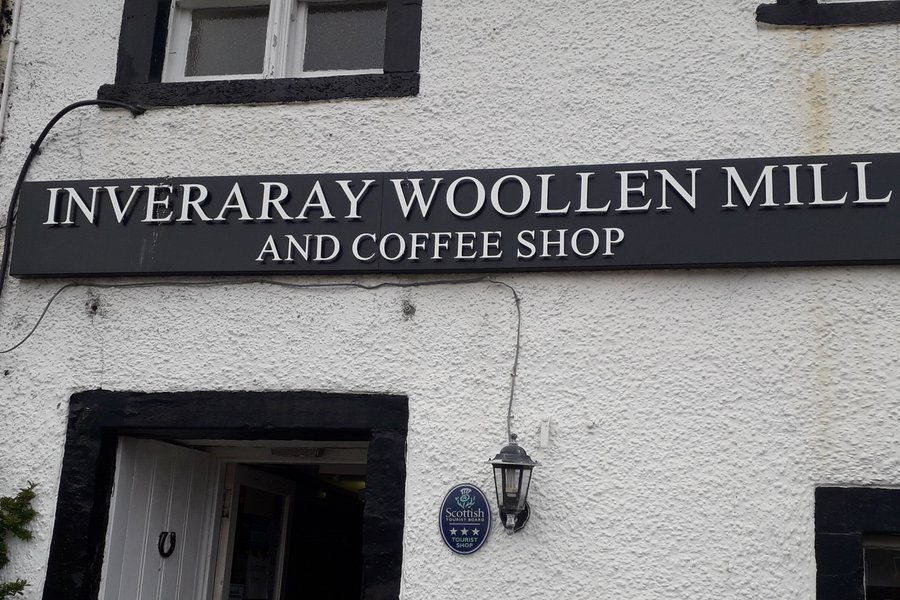 INVERARAY WOOLLEN MILL
AND COFFEE SHOP
Scottish
TOURIST BOARD
TOURIST
SHOP